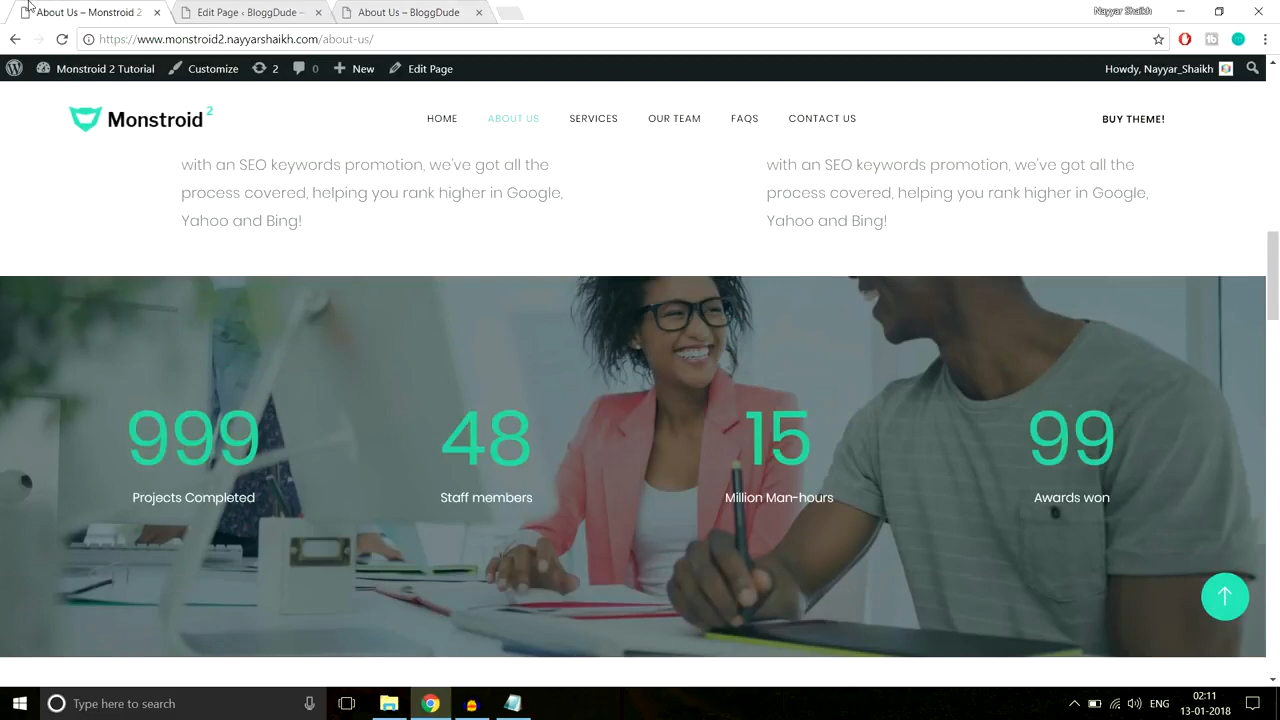 About Us – Monstroid 2
Edit Page ‹ BloggDude —
About Us – BloggDude
Nayyar Shaikh
https://www.monstroid2.nayyarshaikh.com/about-us/
Monstroid 2 Tutorial
Customize
2
0
New
Edit Page
Howdy, Nayyar_Shaikh
Monstroid 2
HOME
ABOUT US
SERVICES
OUR TEAM
FAQS
CONTACT US
BUY THEME!
with an SEO keywords promotion, we've got all the
process covered, helping you rank higher in Google,
Yahoo and Bing!
with an SEO keywords promotion, we've got all the
process covered, helping you rank higher in Google,
Yahoo and Bing!
999
Projects Completed
48
Staff members
15
Million Man-hours
99
Awards won
Type here to search
ENG
02:11
13-01-2018